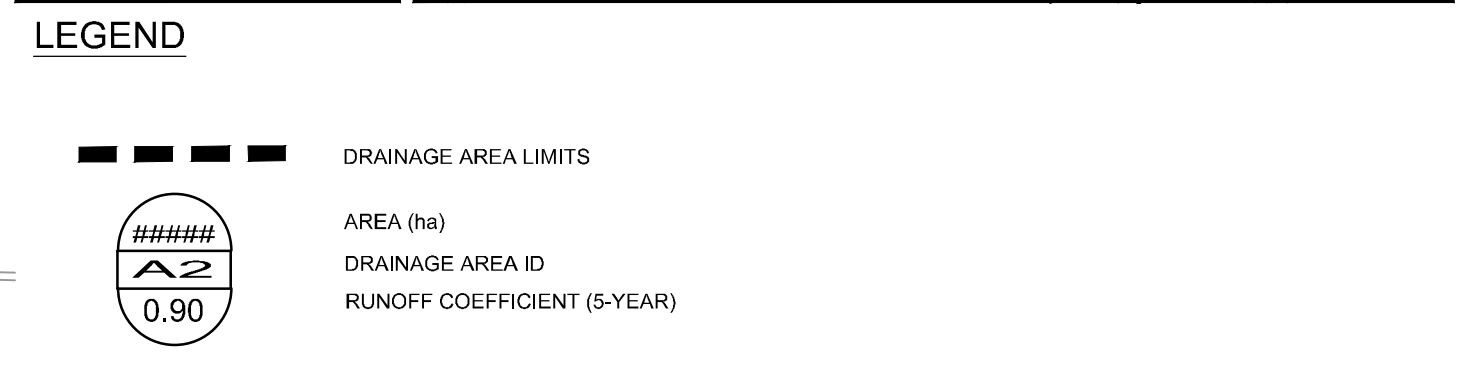 LEGEND
DRAINAGE AREA LIMITS
##### AREA (ha)
A2 DRAINAGE AREA ID
0.90 RUNOFF COEFFICIENT (5-YEAR)